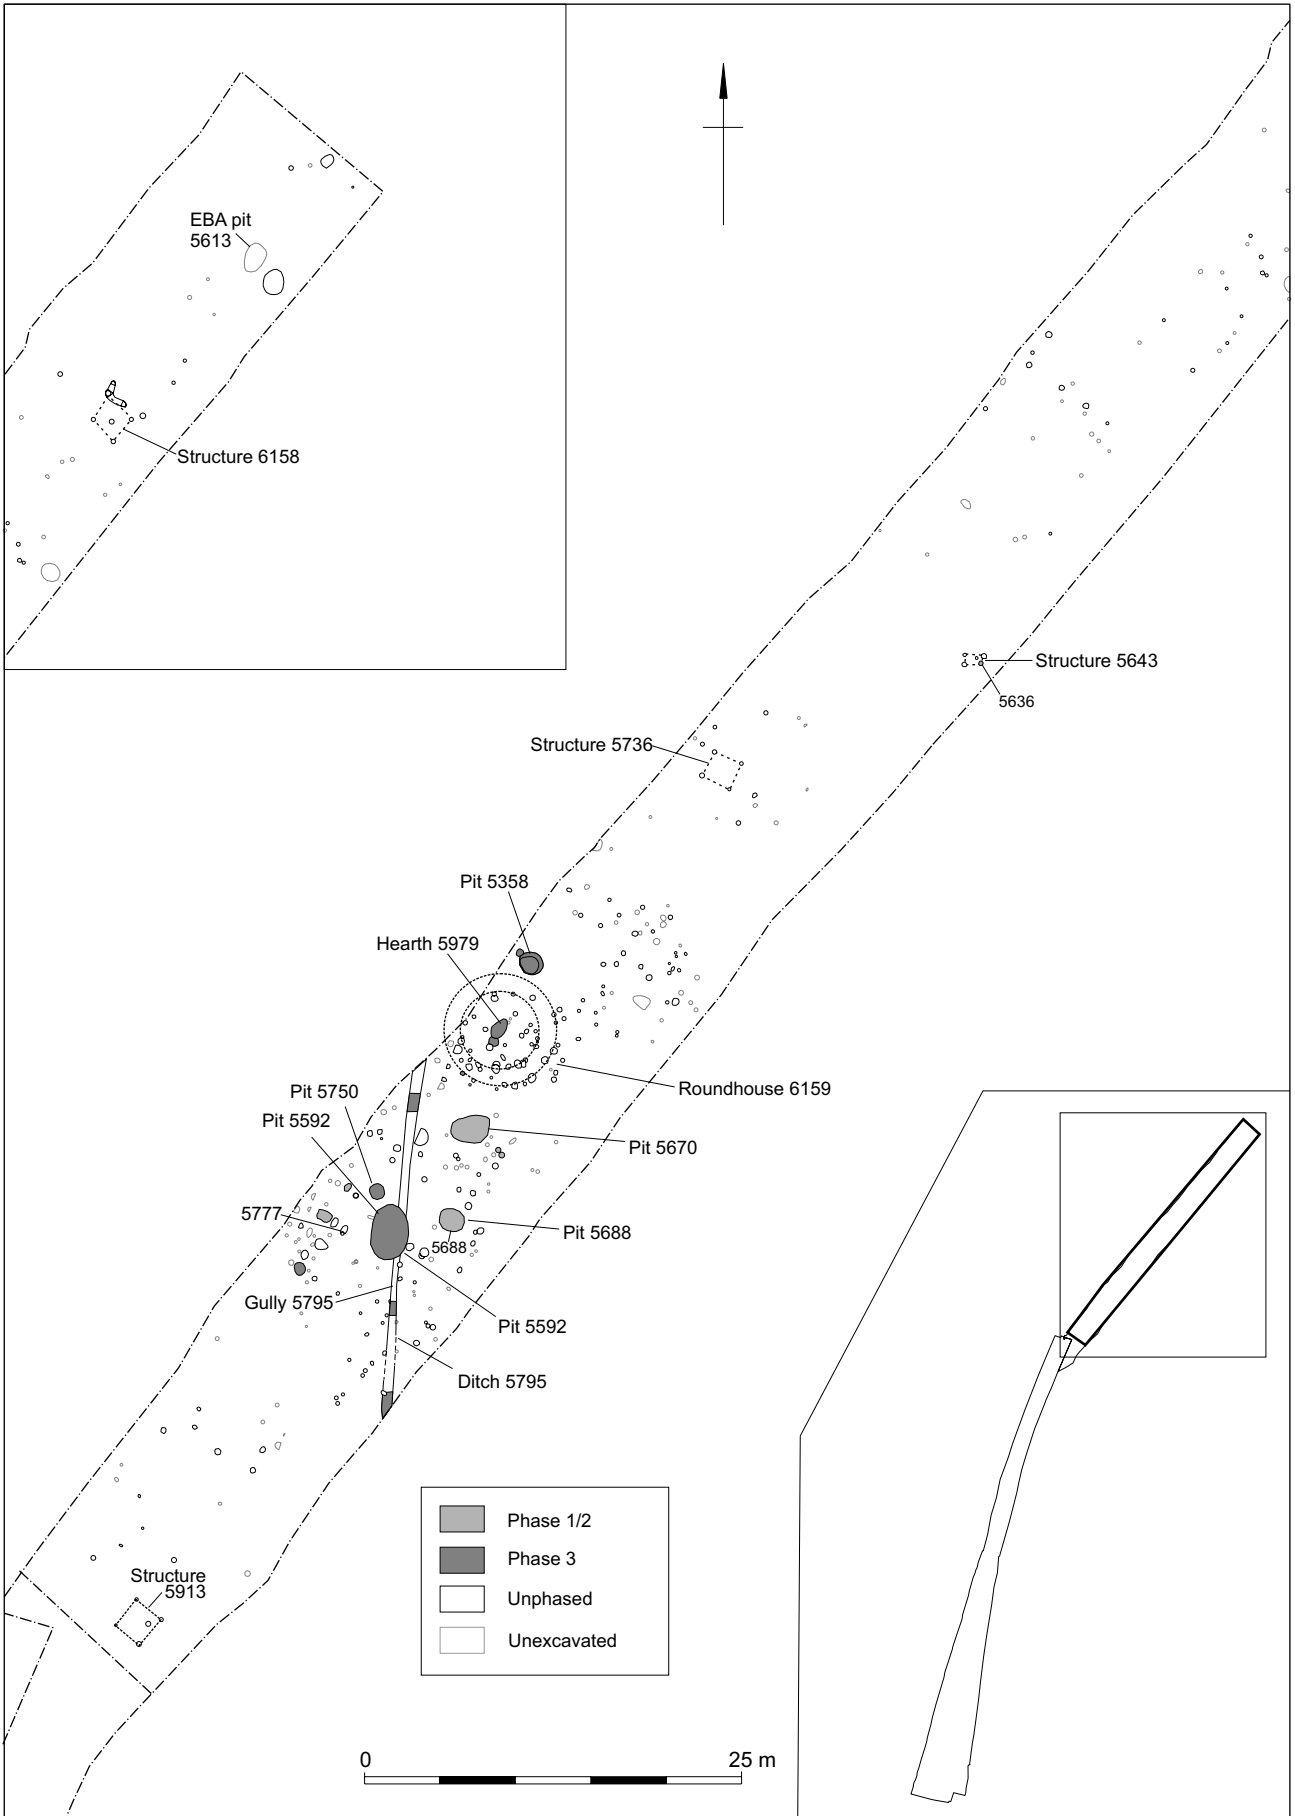 EBA pit
5613
Structure 6158
Structure 5643
5636
Structure 5736
Pit 5358
Hearth 5979
Roundhouse 6159
Pit 5750
Pit 5592
Pit 5670
5777
Pit 5688
5688
Gully 5795
Pit 5592
Ditch 5795
Structure
5913
Phase 1/2
Phase 3
Unphased
Unexcavated
0 25 m